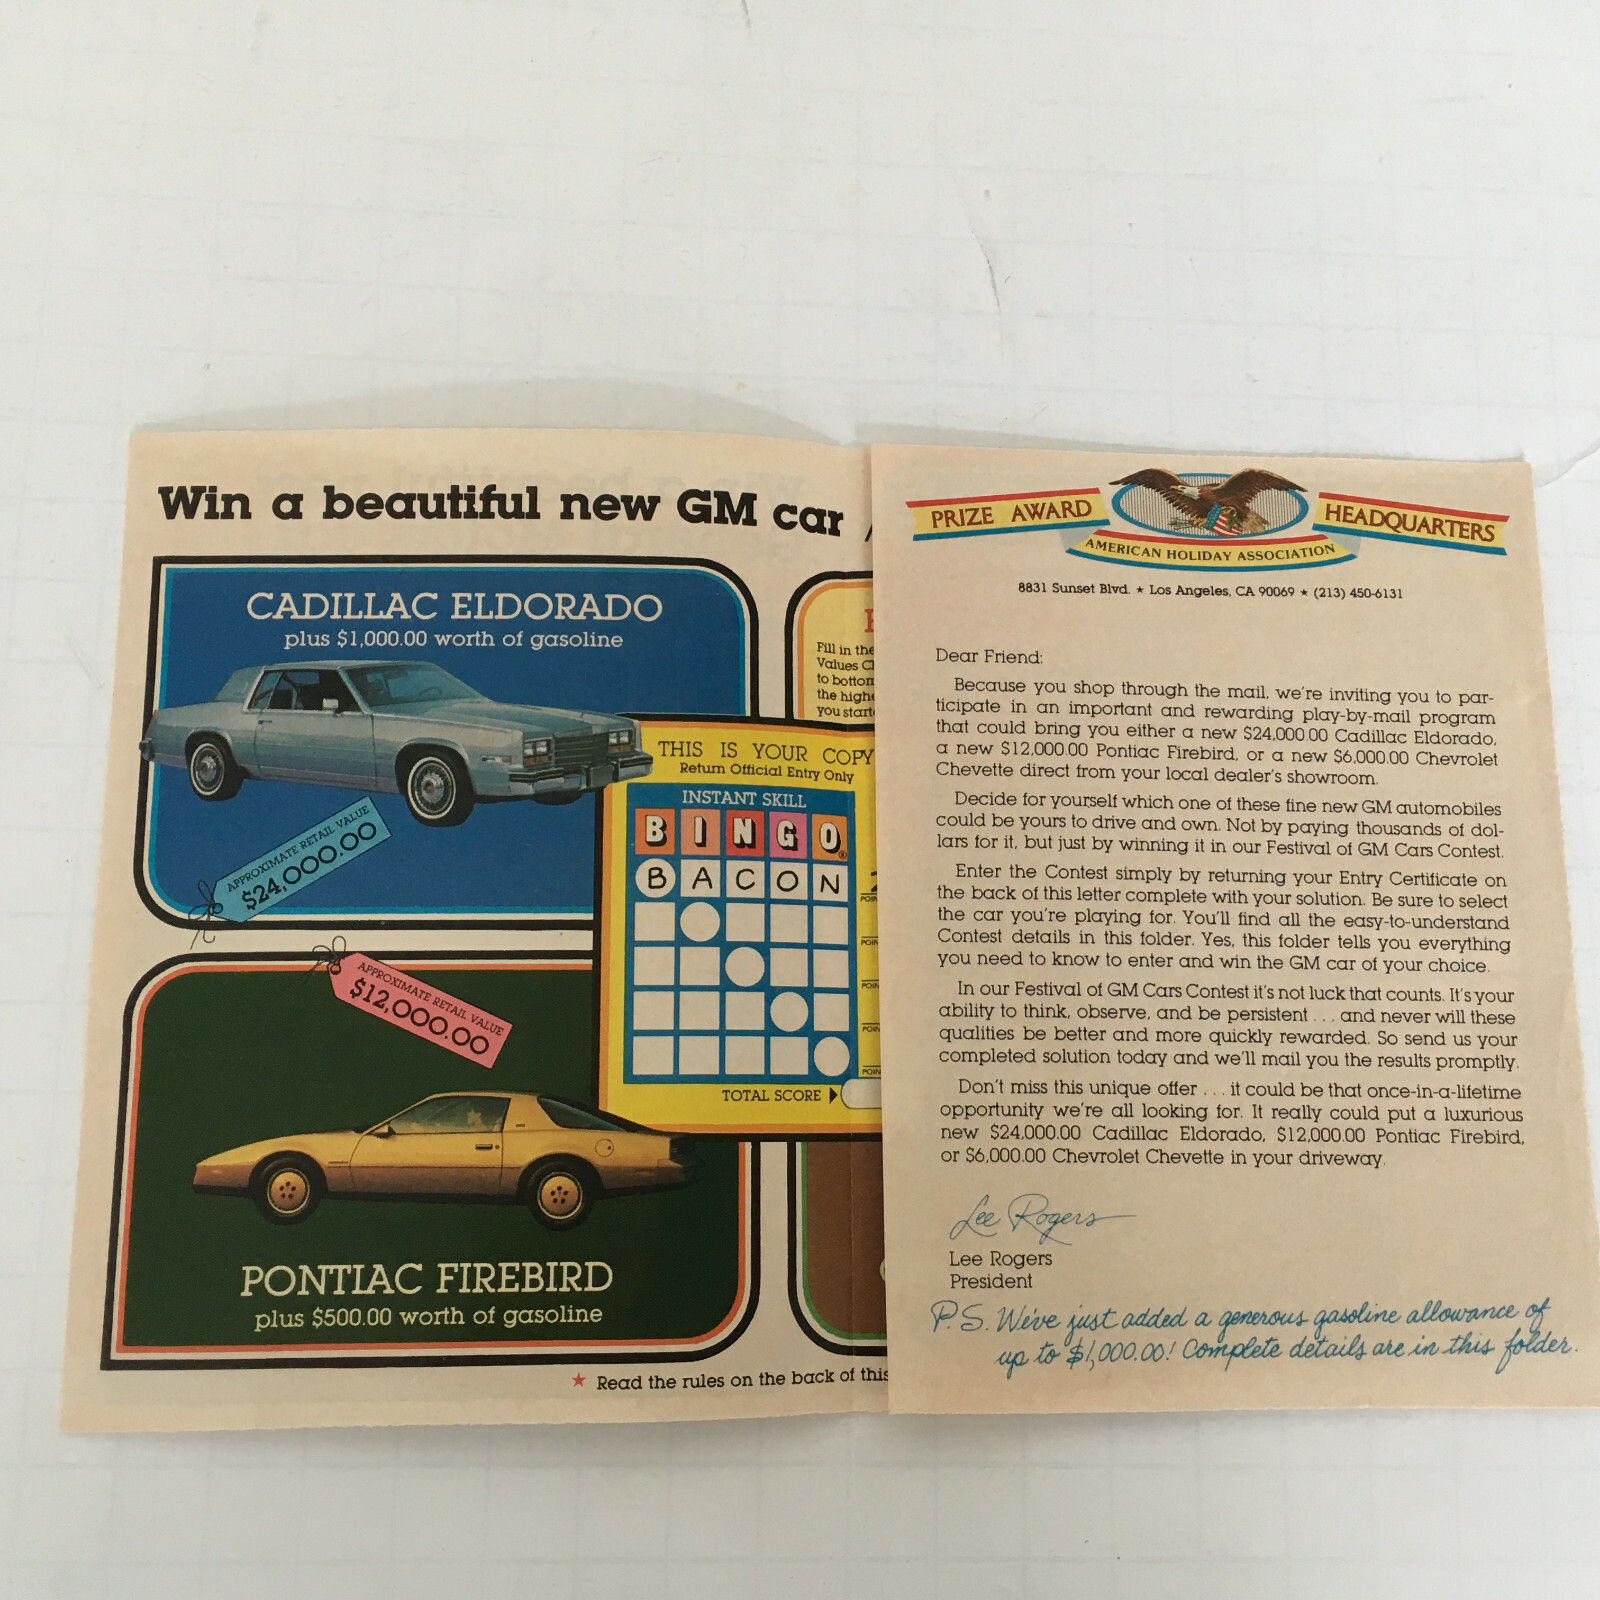 Win a beautiful new GM car
CADILLAC ELDORADO
plus $1,000.00 worth of gasoline
APPROXIMATE RETAIL VALUE
$24,000.00
APPROXIMATE RETAIL VALUE
$12,000.00
PONTIAC FIREBIRD
plus $500.00 worth of gasoline
★ Read the rules on the back of this
Fill in the
Values
to bottom
the
you
THIS IS YOUR COPY
Return Official Entry Only
INSTANT SKILL
BINGO®
BACON
TOTAL SCORE
PRIZE AWARD HEADQUARTERS
AMERICAN HOLIDAY ASSOCIATION
8831 Sunset Blvd. ★ Los Angeles, CA 90069 ★ (213) 450-6131
Dear Friend:
Because you shop through the mail, we're inviting you to par-
ticipate in an important and rewarding play-by-mail program
that could bring you either a new $24,000.00 Cadillac Eldorado,
a new $12,000.00 Pontiac Firebird, or a new $6,000.00 Chevrolet
Chevette direct from your local dealer's showroom.
Decide for yourself which one of these fine new GM automobiles
could be yours to drive and own. Not by paying thousands of dol-
lars for it, but just by winning it in our Festival of GM Cars Contest.
Enter the Contest simply by returning your Entry Certificate on
the back of this letter complete with your solution. Be sure to select
the car you're playing for. You'll find all the easy-to-understand
Contest details in this folder. Yes, this folder tells you everything
you need to know to enter and win the GM car of your choice.
In our Festival of GM Cars Contest it's not luck that counts. It's your
ability to think, observe, and be persistent . . . and never will these
qualities be better and more quickly rewarded. So send us your
completed solution today and we'll mail you the results promptly.
Don't miss this unique offer . . . it could be that once-in-a-lifetime
opportunity we're all looking for. It really could put a luxurious
new $24,000.00 Cadillac Eldorado, $12,000.00 Pontiac Firebird,
or $6,000.00 Chevrolet Chevette in your driveway.
Lee Rogers
Lee Rogers
President
P.S. We've just added a generous gasoline allowance of
up to $1,000.00! Complete details are in this folder.